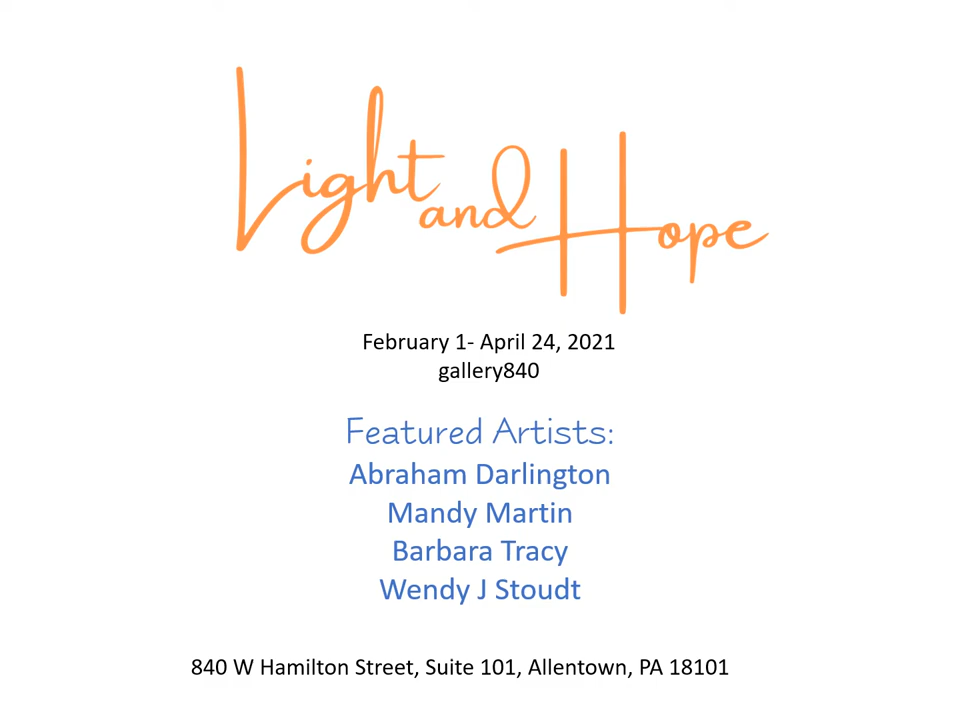 Light and Hope
February 1- April 24, 2021
gallery840
Featured Artists:
Abraham Darlington
Mandy Martin
Barbara Tracy
Wendy J Stoudt
840 W Hamilton Street, Suite 101, Allentown, PA 18101